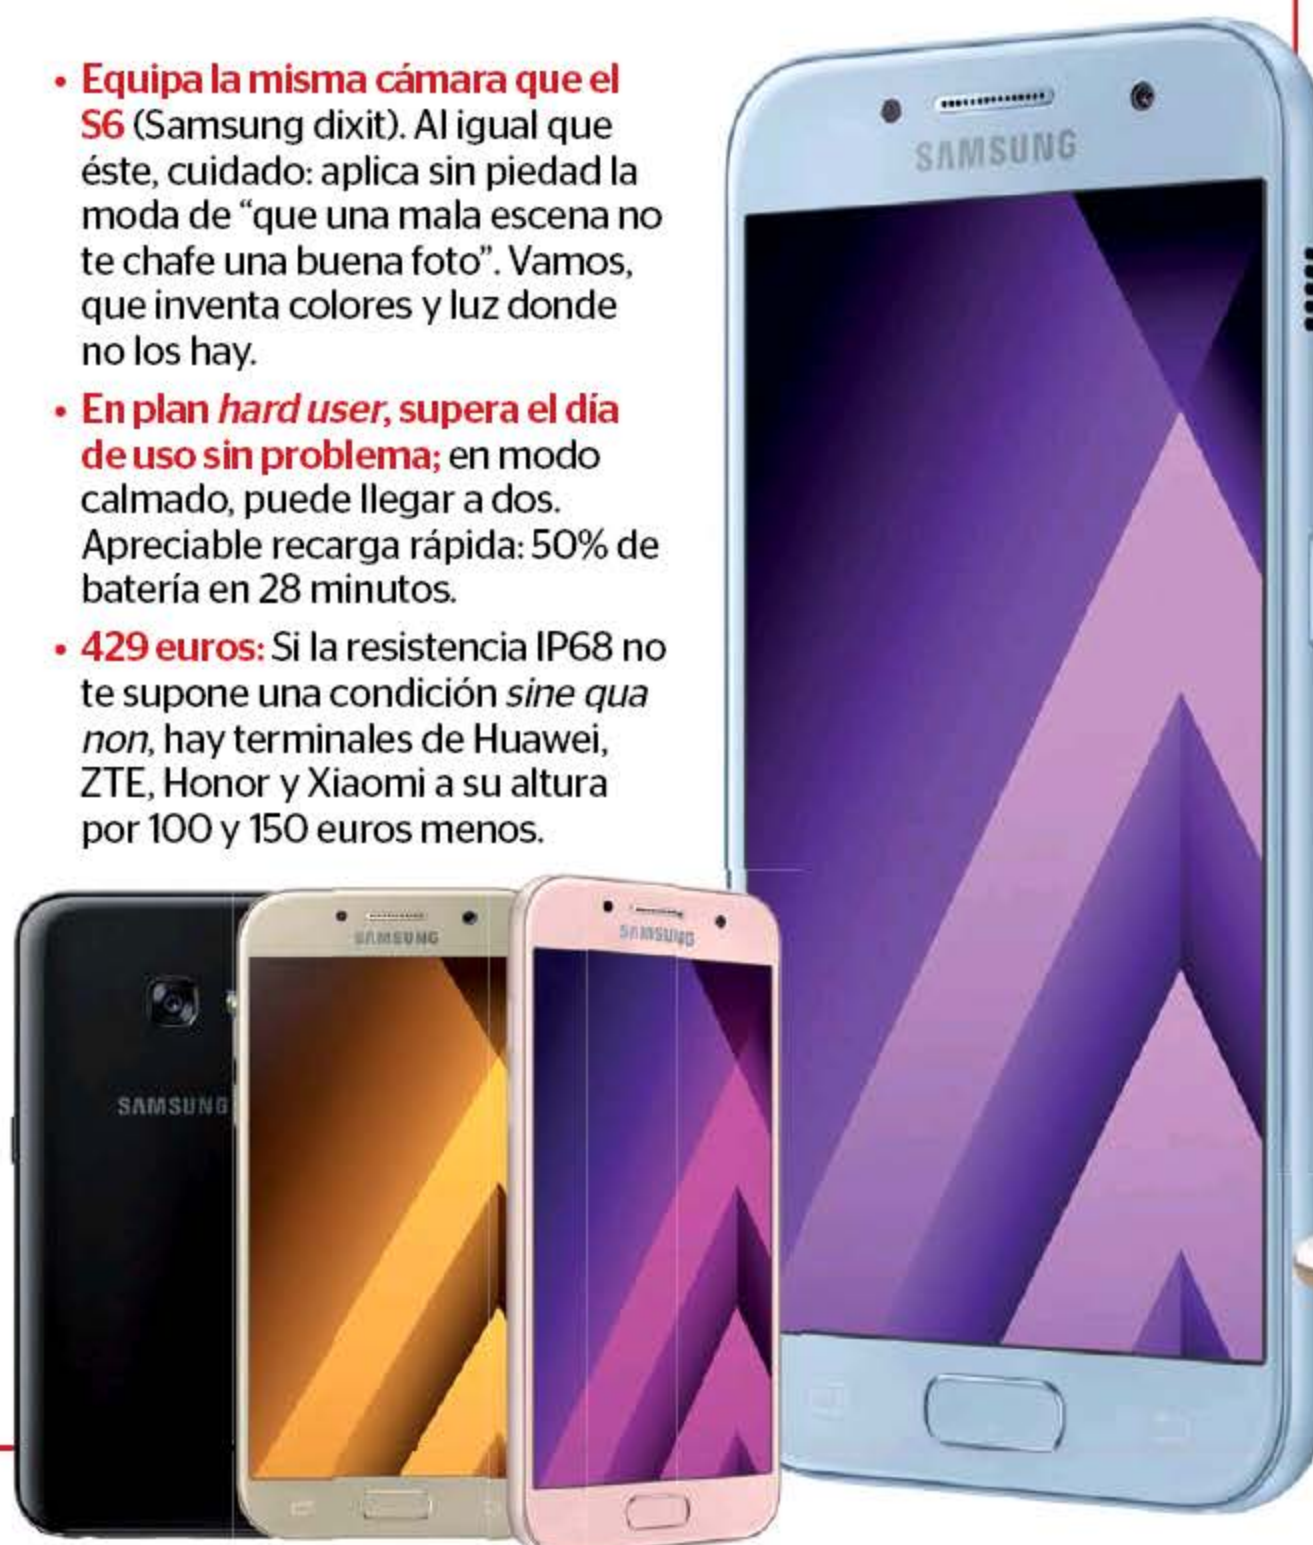 • Equipa la misma cámara que el
S6 (Samsung dixit). Al igual que
éste, cuidado: aplica sin piedad la
moda de “que una mala escena no
te chafe una buena foto”. Vamos,
que inventa colores y luz donde
no los hay.
• En plan hard user, supera el día
de uso sin problema; en modo
calmado, puede llegar a dos.
Apreciable recarga rápida: 50% de
batería en 28 minutos.
• 429 euros: Si la resistencia IP68 no
te supone una condición sine qua
non, hay terminales de Huawei,
ZTE, Honor y Xiaomi a su altura
por 100 y 150 euros menos.
SAMSUNG
SAMSUNG
SAMSUNG
SAMSUNG